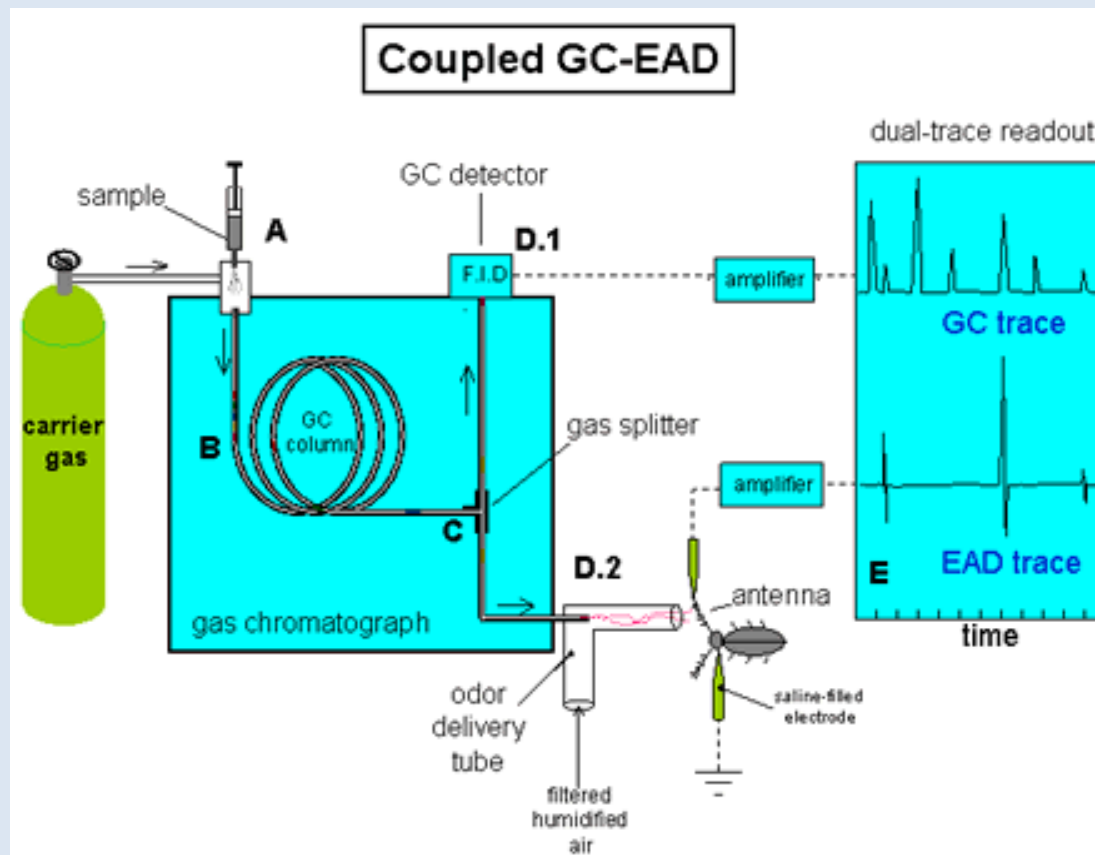 Coupled GC-EAD
dual-trace readout
GC detector
sample
A
D.1
F.I.D
amplifier
GC trace
carrier
gas
B
GC
column
gas splitter
C
amplifier
D.2
EAD trace
E
antenna
gas chromatograph
time
odor
delivery
tube
saline-filled
electrode
filtered
humidified
air